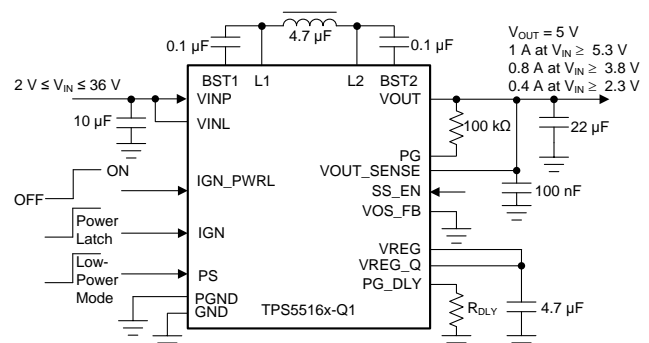 0.1 µF
4.7 µF
0.1 µF
V_OUT = 5 V
1 A at V_IN ≥ 5.3 V
0.8 A at V_IN ≥ 3.8 V
0.4 A at V_IN ≥ 2.3 V
BST1 L1 L2 BST2
2 V ≤ V_IN ≤ 36 V
VINP
VOUT
10 µF
VINL
100 kΩ
22 µF
PG
ON
OFF
IGN_PWRL
VOUT_SENSE
SS_EN
100 nF
VOS_FB
Power
Latch
IGN
VREG
VREG_Q
Low-
Power
Mode
PS
PG_DLY
PGND
GND
TPS5516x-Q1
R_DLY
4.7 µF